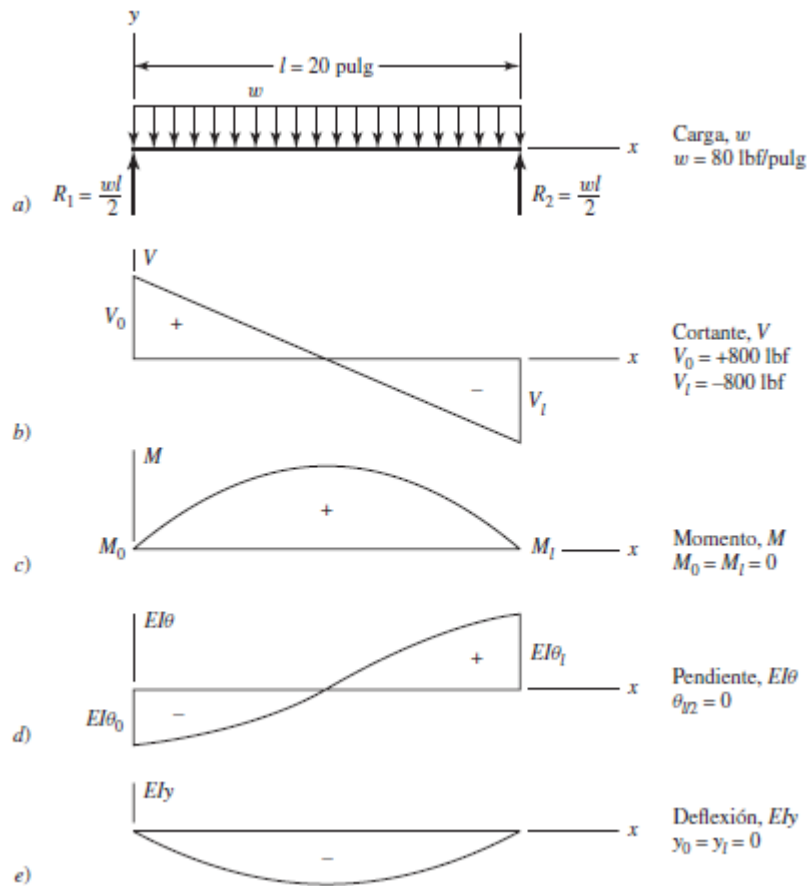 y
l = 20 pulg
w
x
Carga, w
w = 80 lbf/pulg
a) R₁ = wl/2
R₂ = wl/2
V
V₀
+
x
Cortante, V
V₀ = +800 lbf
Vₗ = –800 lbf
–
Vₗ
b)
M
+
M₀
Mₗ
x
Momento, M
M₀ = Mₗ = 0
c)
EIθ
+
EIθₗ
x
Pendiente, EIθ
θₗ/₂ = 0
EIθ₀
–
d)
EIy
x
Deflexión, EIy
y₀ = yₗ = 0
–
e)